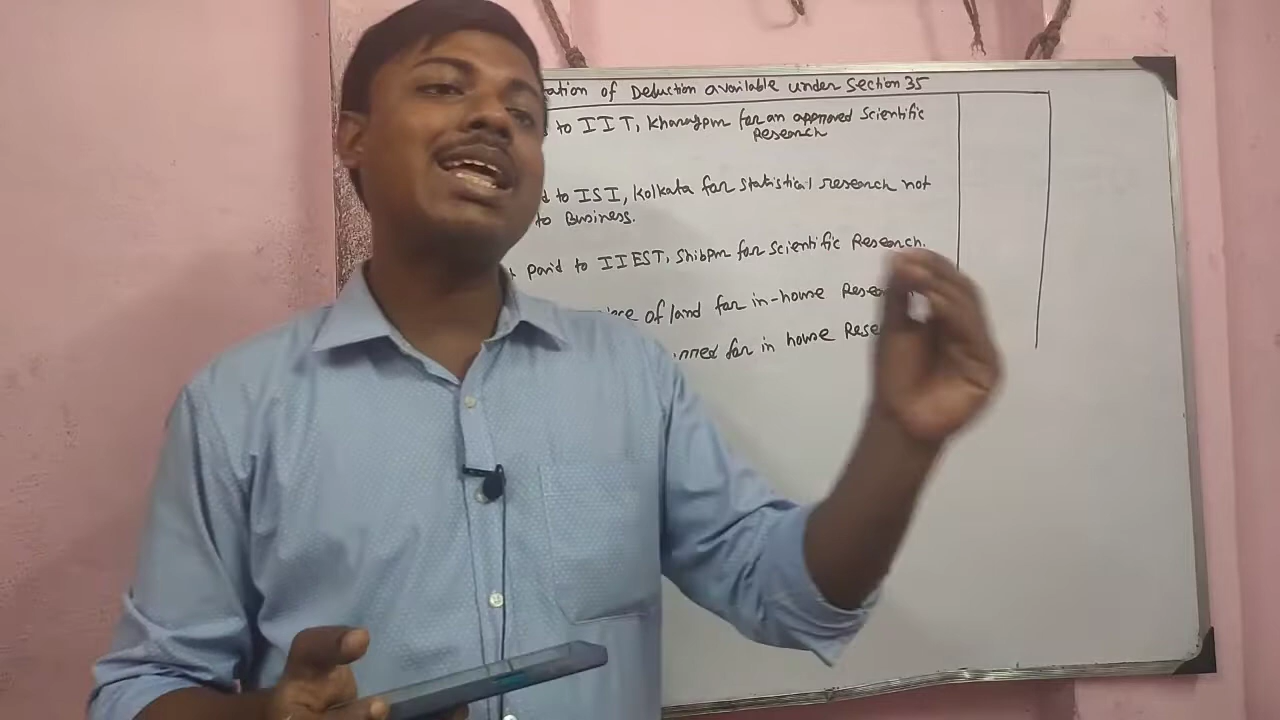 of Deduction available under Section 35
to IIT, Kharagpur for an approved Scientific
Research
to ISI, Kolkata for statistical research not
to Business.
paid to IIEST, Shibpur for Scientific Research.
of land for in-house
for in house